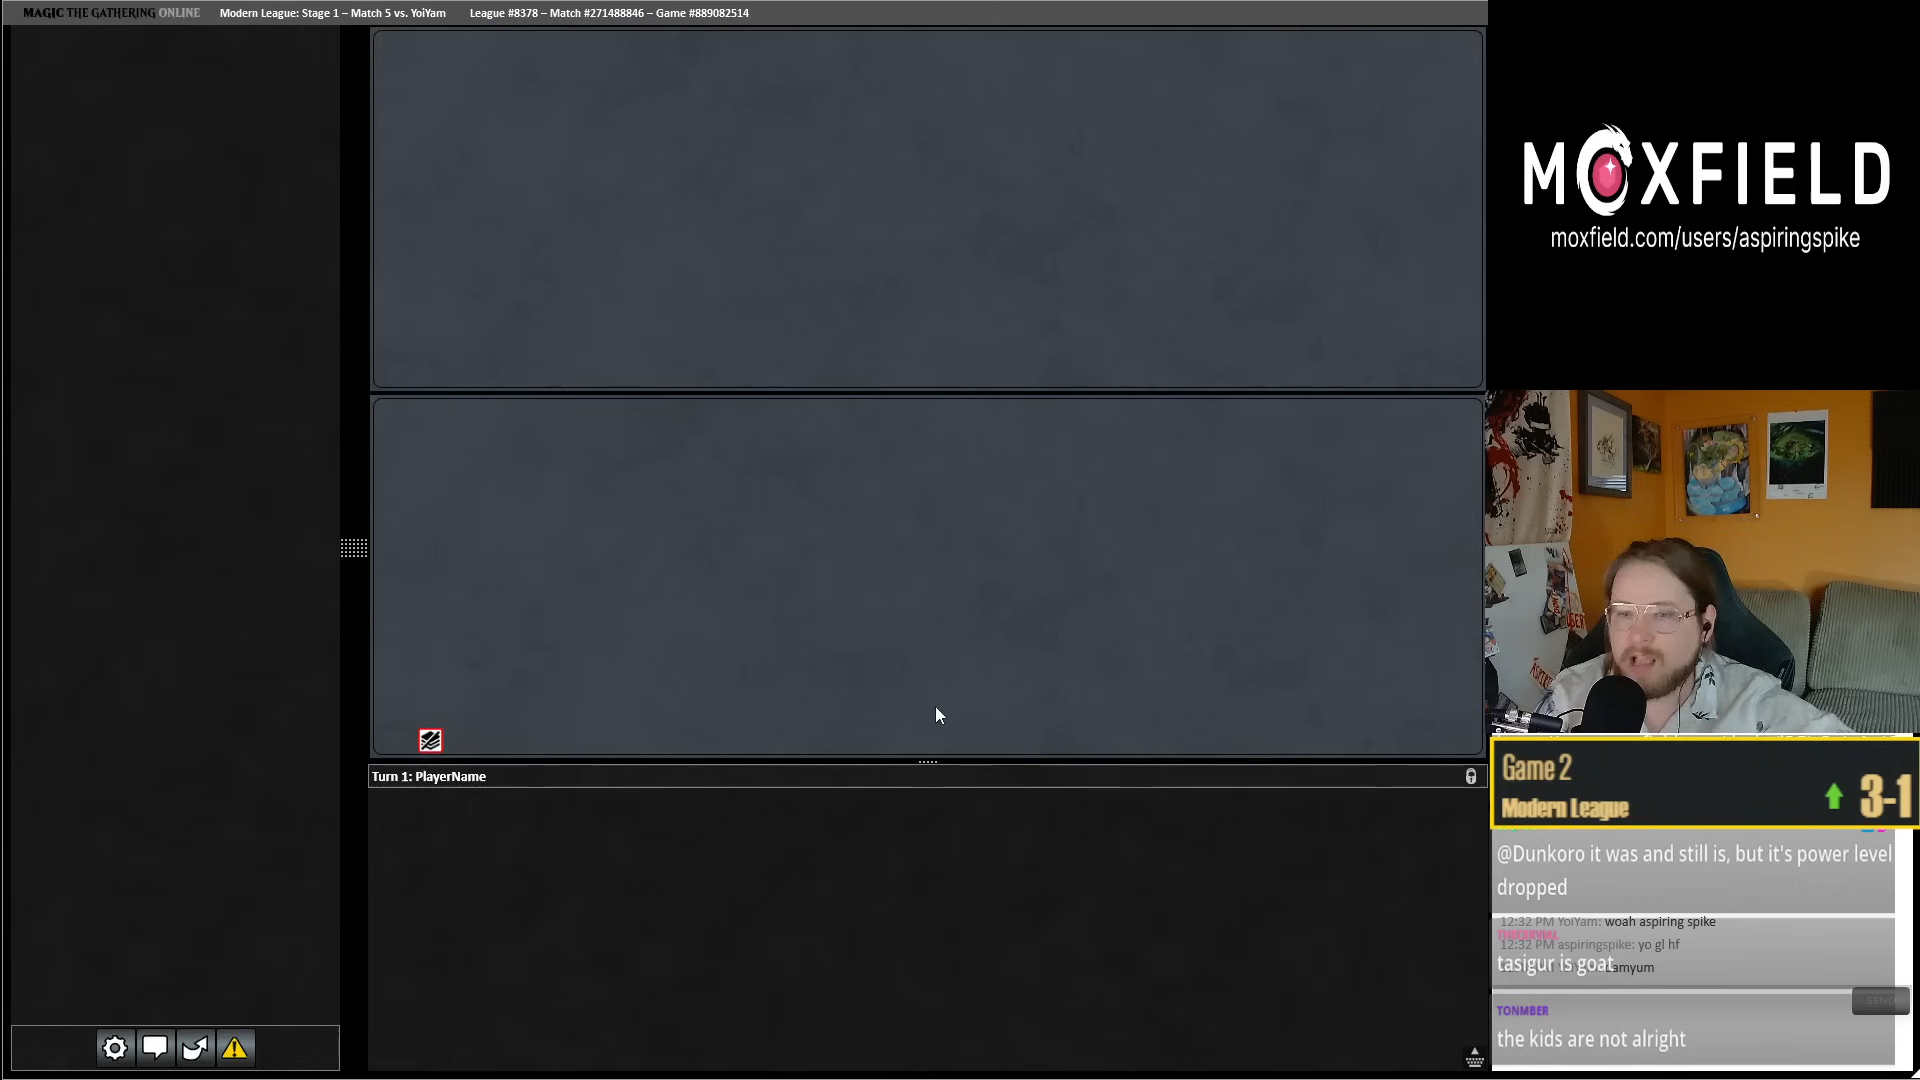 MAGIC THE GATHERING ONLINE
Modern League: Stage 1 – Match 5 vs. YoiYam
League #8378 – Match #271488846 – Game #889082514
MOXFIELD
moxfield.com/users/aspiringspike
Turn 1: PlayerName
Game 2
Modern League
3-1
@Dunkoro it was and still is, but it's power level
dropped
12:32 PM YoiYam: woah aspiring spike
12:32 PM aspiringspike: yo gl hf
tasigur is goat
damyum
SEND
TONMBER
the kids are not alright